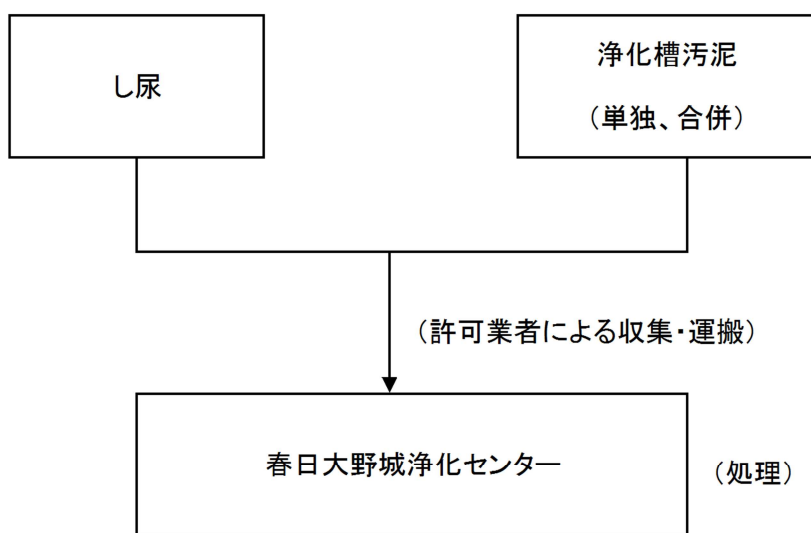 し尿
浄化槽汚泥
（単独、合併）
（許可業者による収集・運搬）
春日大野城浄化センター
（処理）